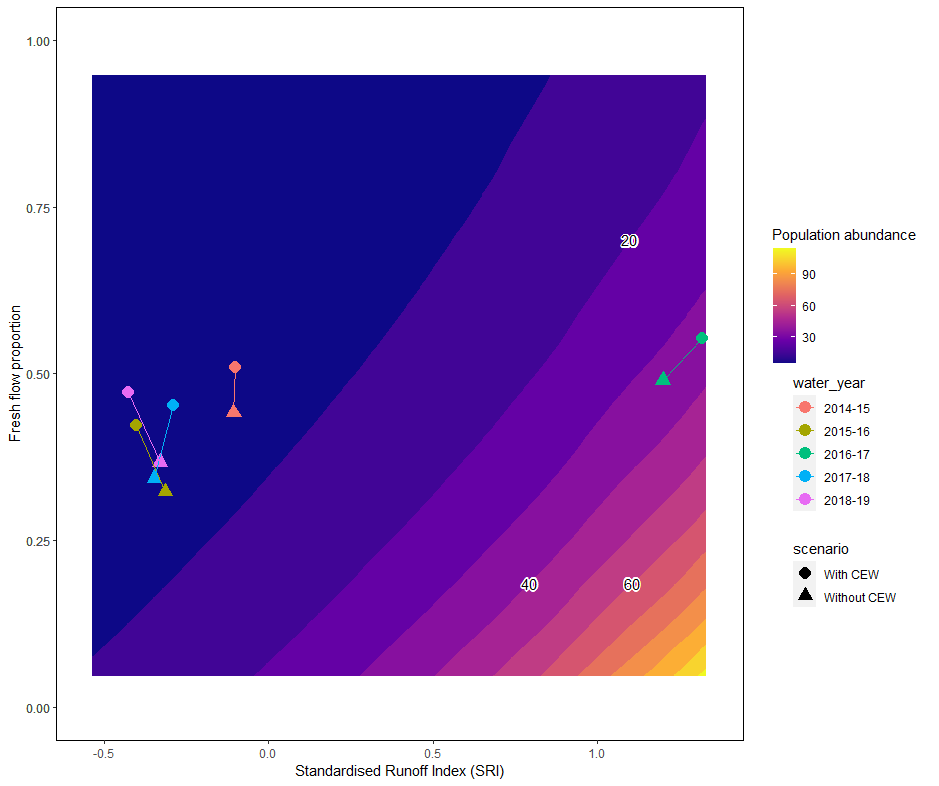 1.00
0.75
0.50
0.25
0.00
Fresh flow proportion
20
40
60
-0.5
0.0
0.5
1.0
Standardised Runoff Index (SRI)
Population abundance
90
60
30
water_year
2014-15
2015-16
2016-17
2017-18
2018-19
scenario
With CEW
Without CEW